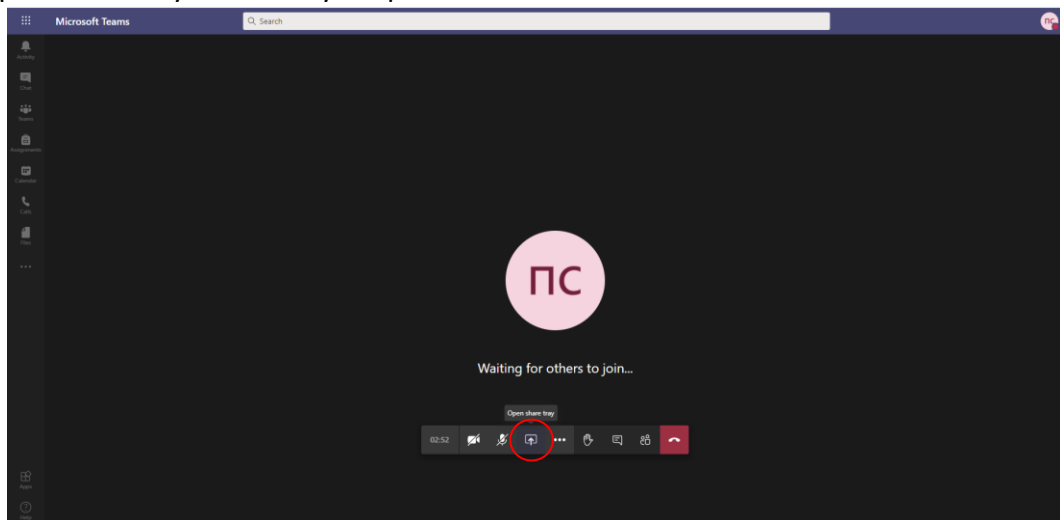 Microsoft Teams
Search
ПС
Activity
Chat
Teams
Assignments
Calendar
Calls
Files
ПС
Waiting for others to join...
Open share tray
02:52
Apps
Help